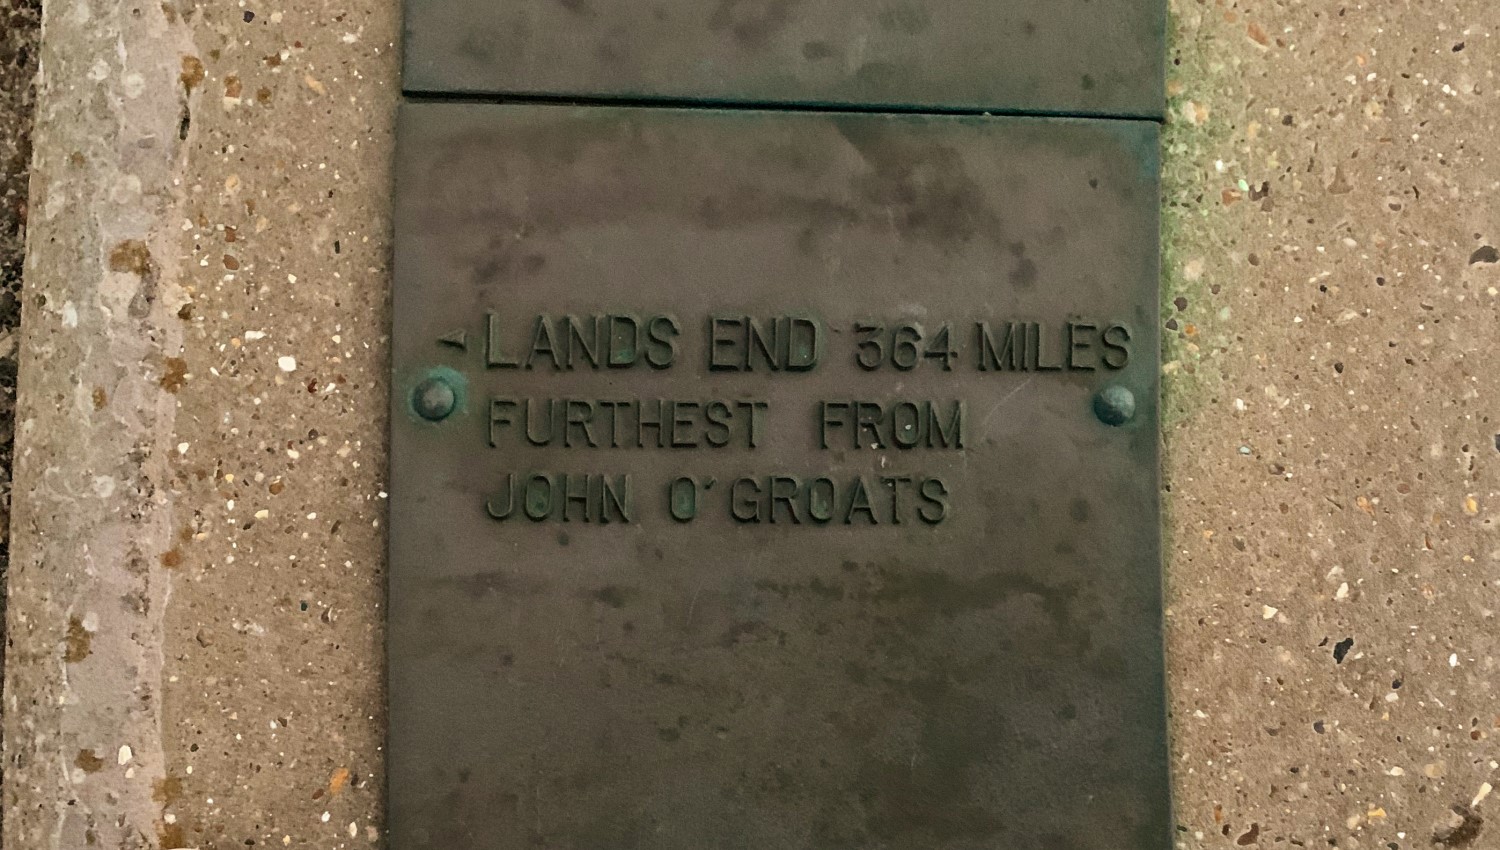 LANDS END 364 MILES
FURTHEST FROM
JOHN O' GROATS